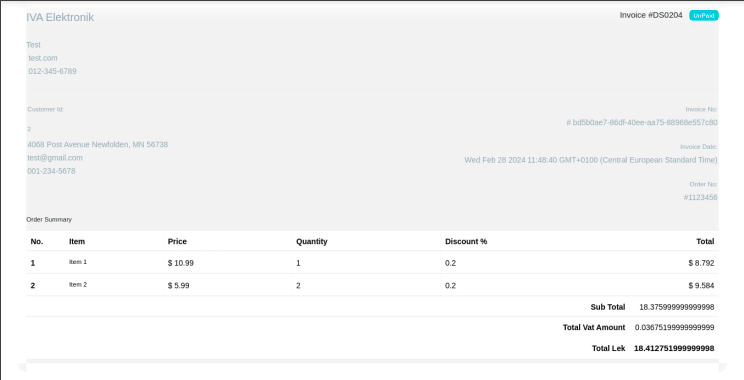 IVA Elektronik
Invoice #DS0204 UnPaid
Test
test.com
012-345-6789
Customer Id:
2
4068 Post Avenue Newfolden, MN 56738
test@gmail.com
001-234-5678
Invoice No:
# bd5b0ae7-86df-40ee-aa75-88968e557c80
Invoice Date:
Wed Feb 28 2024 11:48:40 GMT+0100 (Central European Standard Time)
Order No:
#1123456
Order Summary
No. Item Price Quantity Discount % Total
1 Item 1 $ 10.99 1 0.2 $ 8.792
2 Item 2 $ 5.99 2 0.2 $ 9.584
Sub Total 18.375999999999998
Total Vat Amount 0.03675199999999999
Total Lek 18.412751999999998